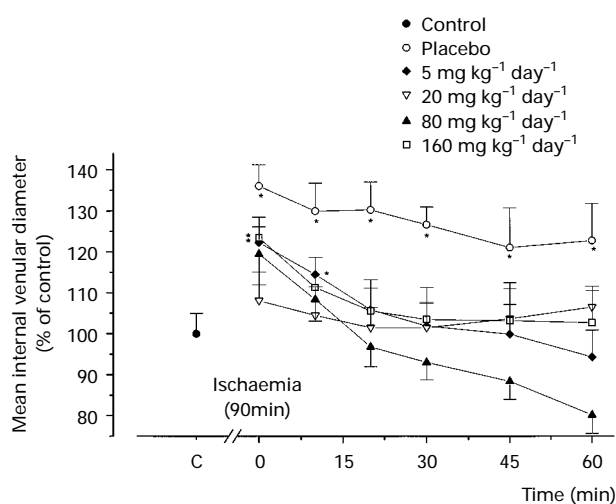 Control
Placebo
5 mg kg⁻¹ day⁻¹
20 mg kg⁻¹ day⁻¹
80 mg kg⁻¹ day⁻¹
160 mg kg⁻¹ day⁻¹
Mean internal venular diameter
(% of control)
140
130
120
110
100
90
80
*
*
*
*
*
*
*
*
*
Ischaemia
(90min)
C
0
15
30
45
60
Time (min)